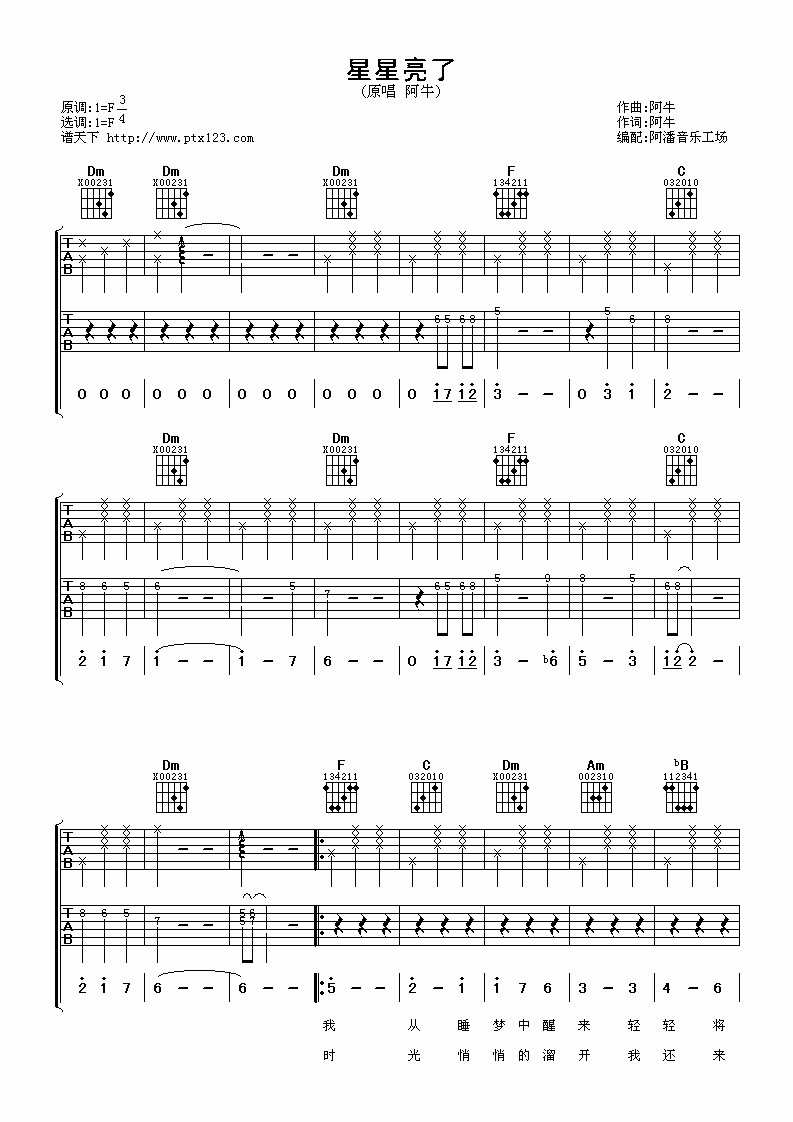 星星亮了
(原唱 阿牛)
原调:1=F 3/4
选调:1=F
谱天下 http://www.ptx123.com
作曲:阿牛
作词:阿牛
编配:阿潘音乐工场
Dm Dm Dm F C
X00231 X00231 X00231 134211 032010
T A B
T A B
6 5 6 8 5 5 6 8
0 0 0 0 0 0 0 0 0 0 0 0 0 1 7 1 2 3 - - 0 3 1 2 - -
Dm Dm F C
X00231 X00231 134211 032010
T A B
T A B
8 6 5 6 5 7 6 5 6 8 5 9 8 5 6 8
2 1 7 1 - - 1 - 7 6 - - 0 1 7 1 2 3 - b6 5 - 3 1 2 2 -
Dm F C Dm Am bB
X00231 134211 032010 X00231 002310 112341
T A B
T A B
8 6 5 7 5 6 5 7
2 1 7 6 - - 6 - - 5 - - 2 - 1 1 7 6 3 - 3 4 - 6
我 从 睡 梦 中 醒 来 轻 轻 将
时 光 悄 悄 的 溜 开 我 还 来